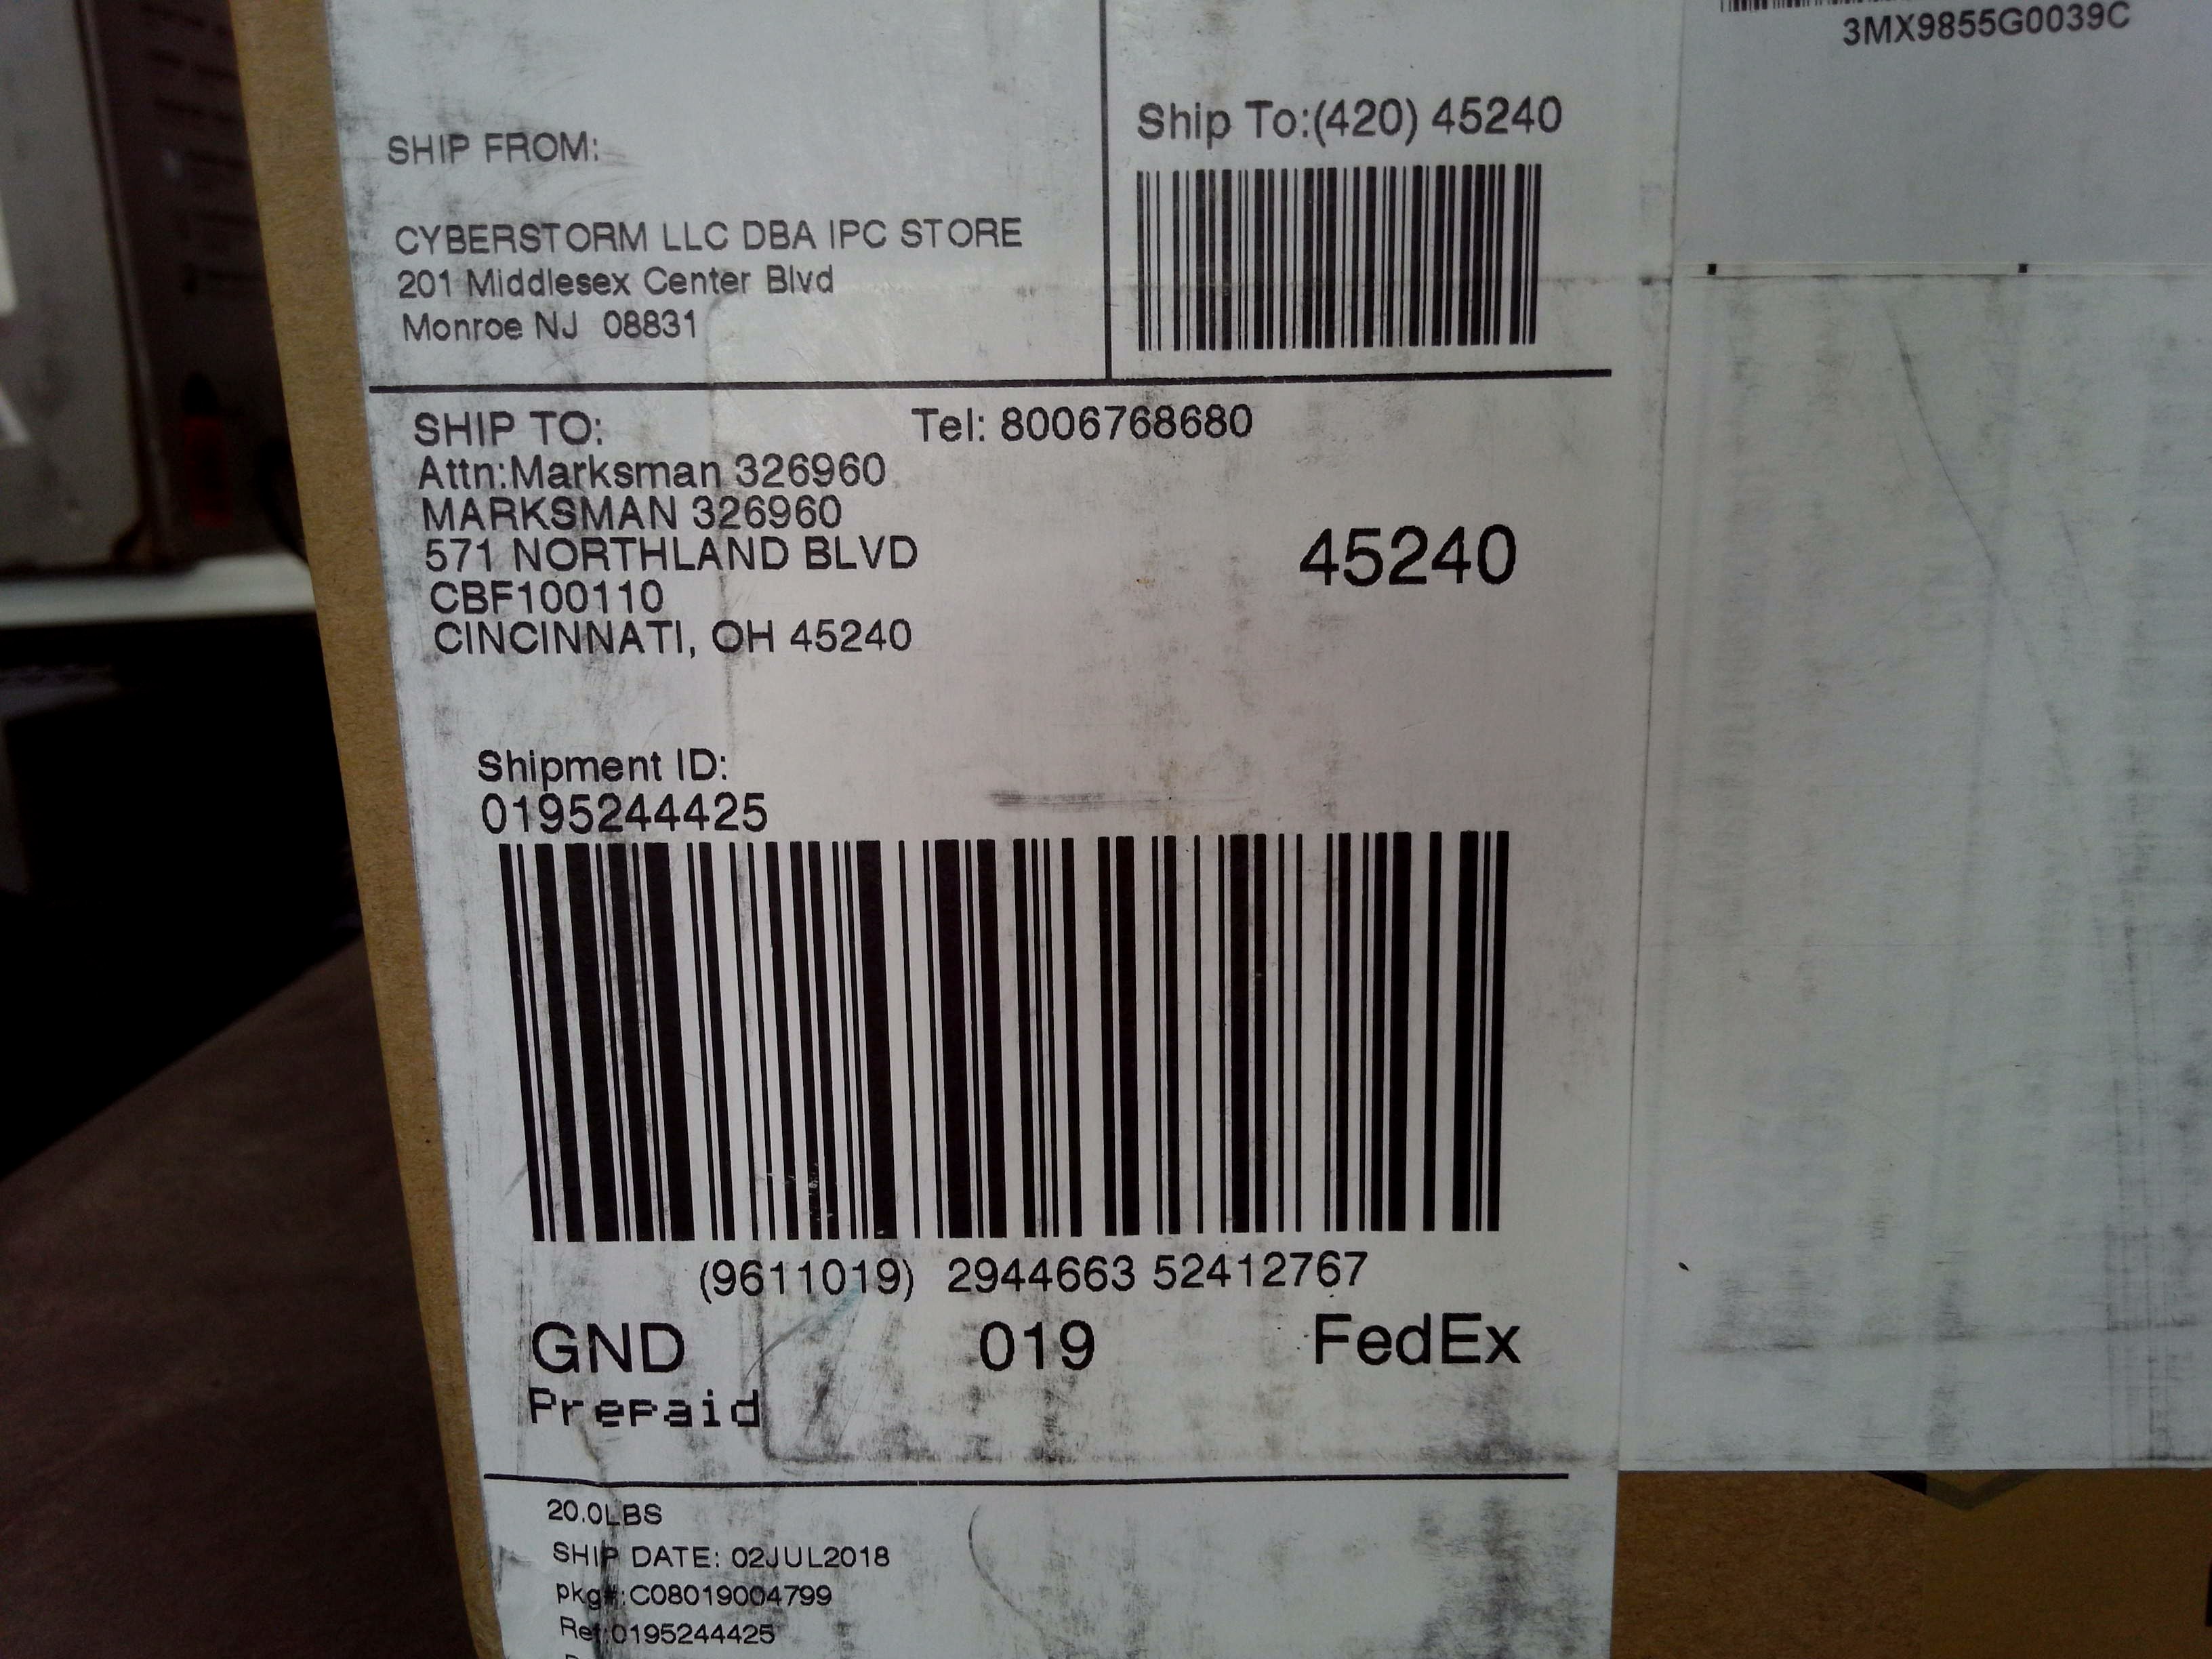 3MX9855G0039C
SHIP FROM:
CYBERSTORM LLC DBA IPC STORE
201 Middlesex Center Blvd
Monroe NJ 08831
Ship To:(420) 45240
SHIP TO:
Tel: 8006768680
Attn:Marksman 326960
MARKSMAN 326960
571 NORTHLAND BLVD
CBF100110
CINCINNATI, OH 45240
45240
Shipment ID:
0195244425
(9611019) 2944663 52412767
GND 019 FedEx
Prepaid
20.0LBS
SHIP DATE: 02JUL2018
pkg#:C08019004799
Ref:0195244425